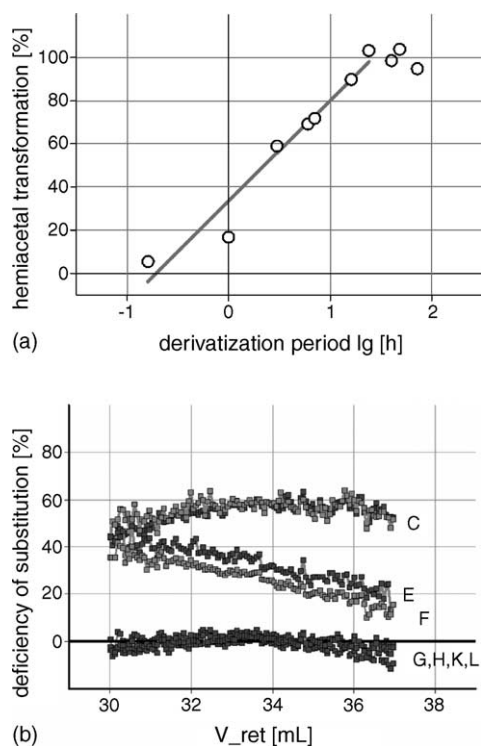 hemiacetal transformation [%]
100
80
60
40
20
0
-1
0
1
2
(a)
derivatization period lg [h]
deficiency of substitution [%]
80
60
40
20
0
C
E
F
G,H,K,L
30
32
34
36
38
(b)
V_ret [mL]